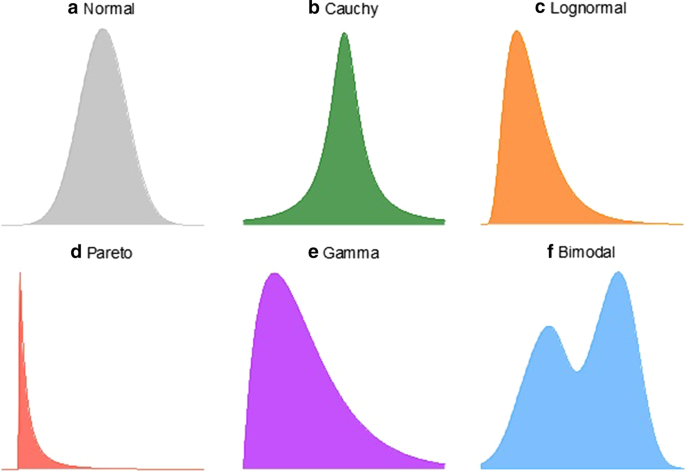 a Normal
b Cauchy
c Lognormal
d Pareto
e Gamma
f Bimodal